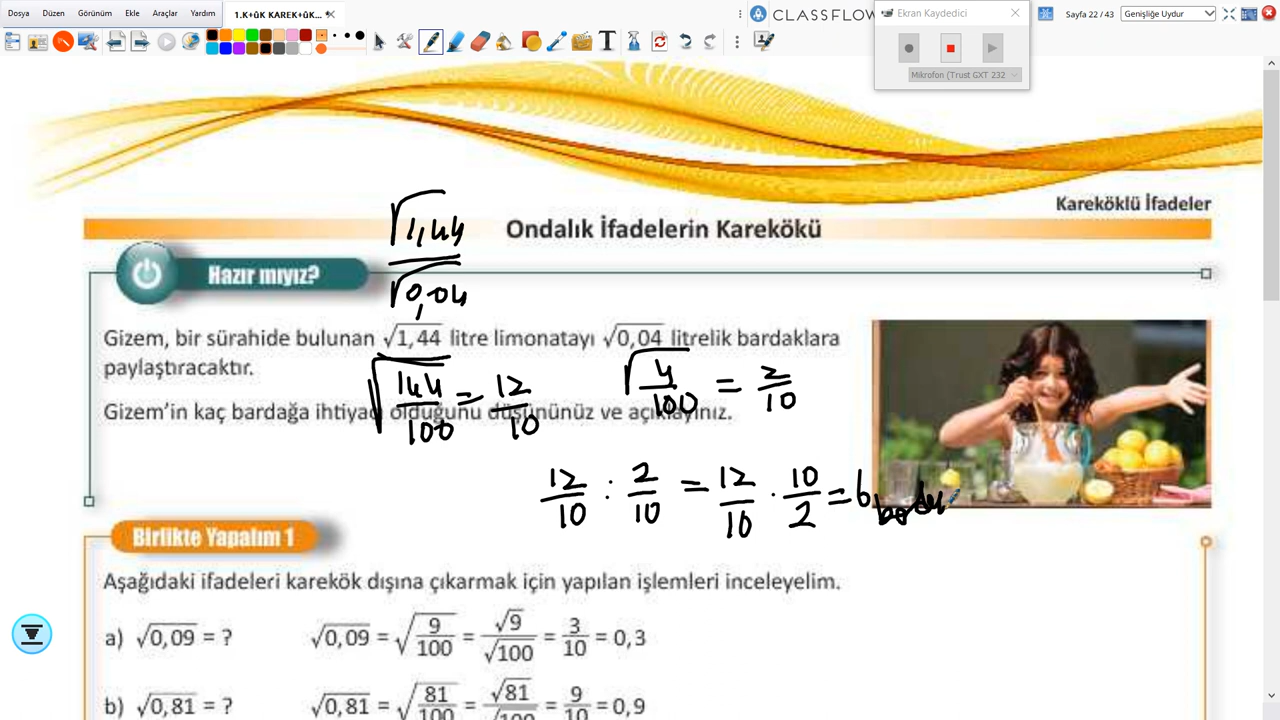 Dosya Düzen Görünüm Ekle Araçlar Yardım
1.K+ûK KAREK+ûK...
CLASSFLOW
Ekran Kaydedici
Sayfa 22 / 43
Genişliğe Uydur
Mikrofon (Trust GXT 232
Kareköklü İfadeler
√1,44
√0,04
Ondalık İfadelerin Karekökü
Hazır mıyız?
Gizem, bir sürahide bulunan √1,44 litre limonatayı √0,04 litrelik bardaklara
paylaştıracaktır.
√144/100 = 12/10 √4/100 = 2/10
Gizem'in kaç bardağa ihtiyacı olduğunu düşününüz ve açıklayınız.
12/10 : 2/10 = 12/10 · 10/2 = 6
Birlikte Yapalım 1
Aşağıdaki ifadeleri karekök dışına çıkarmak için yapılan işlemleri inceleyelim.
a) √0,09 = ? √0,09 = √9/100 = √9/√100 = 3/10 = 0,3
b) √0,81 = ? √0,81 = √81/100 = √81/√100 = 9/10 = 0,9